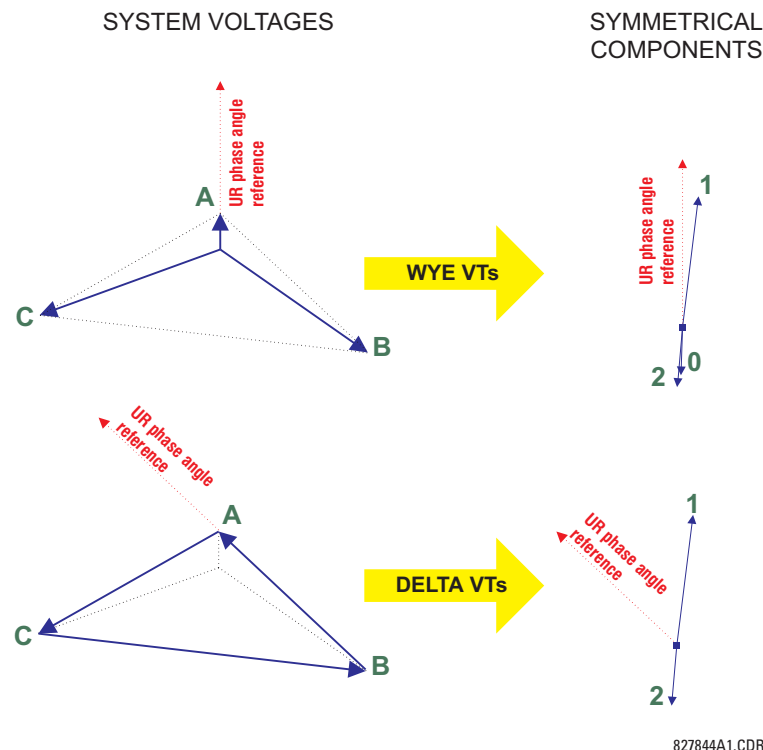 SYSTEM VOLTAGES
SYMMETRICAL
COMPONENTS
UR phase angle
reference
A
C
B
WYE VTs
UR phase angle
reference
1
2
0
UR phase angle
reference
A
C
B
DELTA VTs
UR phase angle
reference
1
2
827844A1.CDR